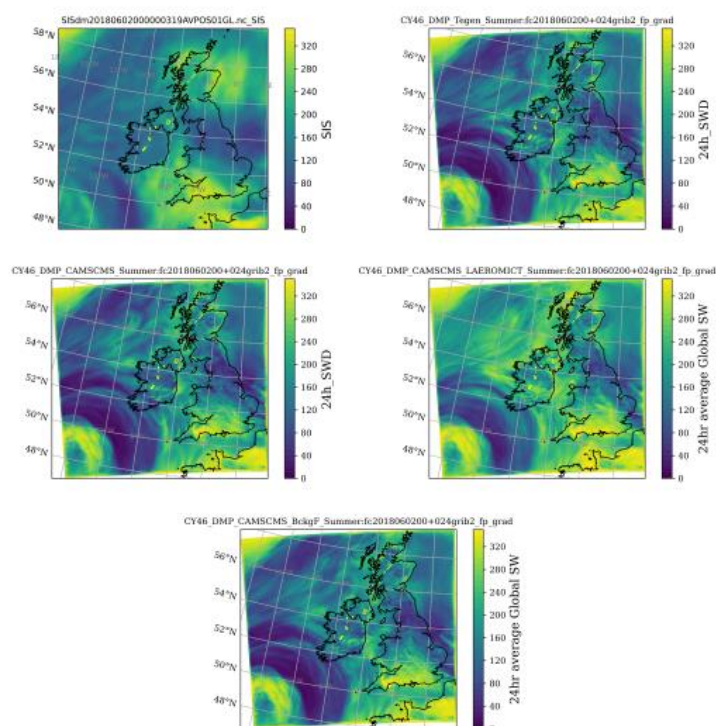 SISdm20180602000000319AVPOS01GL.nc_SIS
58°N
56°N
54°N
52°N
50°N
48°N
320
280
240
200
160
120
80
40
0
SIS
CY46_DMP_Tegen_Summer:fc2018060200+024grib2_fp_grad
56°N
54°N
52°N
50°N
48°N
320
280
240
200
160
120
80
40
0
24h_SWD
CY46_DMP_CAMSCMS_Summer:fc2018060200+024grib2_fp_grad
56°N
54°N
52°N
50°N
48°N
320
280
240
200
160
120
80
40
0
24h_SWD
CY46_DMP_CAMSCMS_LAEROMICT_Summer:fc2018060200+024grib2_fp_grad
56°N
54°N
52°N
50°N
48°N
320
280
240
200
160
120
80
40
0
24hr average Global SW
CY46_DMP_CAMSCMS_BckgF_Summer:fc2018060200+024grib2_fp_grad
56°N
54°N
52°N
50°N
48°N
320
280
240
200
160
120
80
40
24hr average Global SW